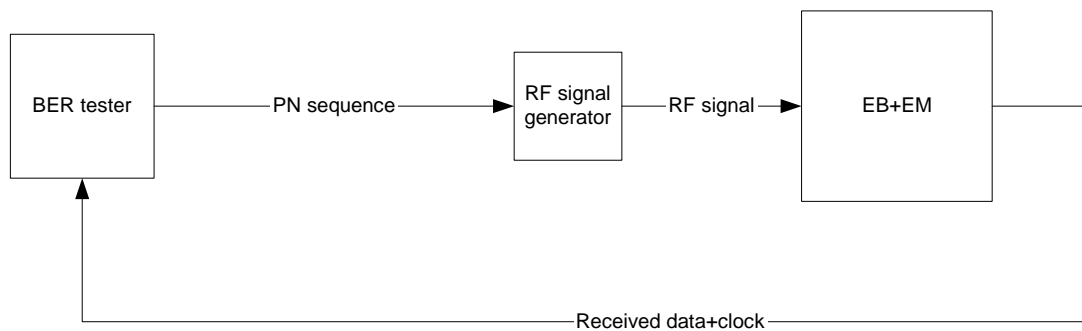 BER tester
PN sequence
RF signal
generator
RF signal
EB+EM
Received data+clock